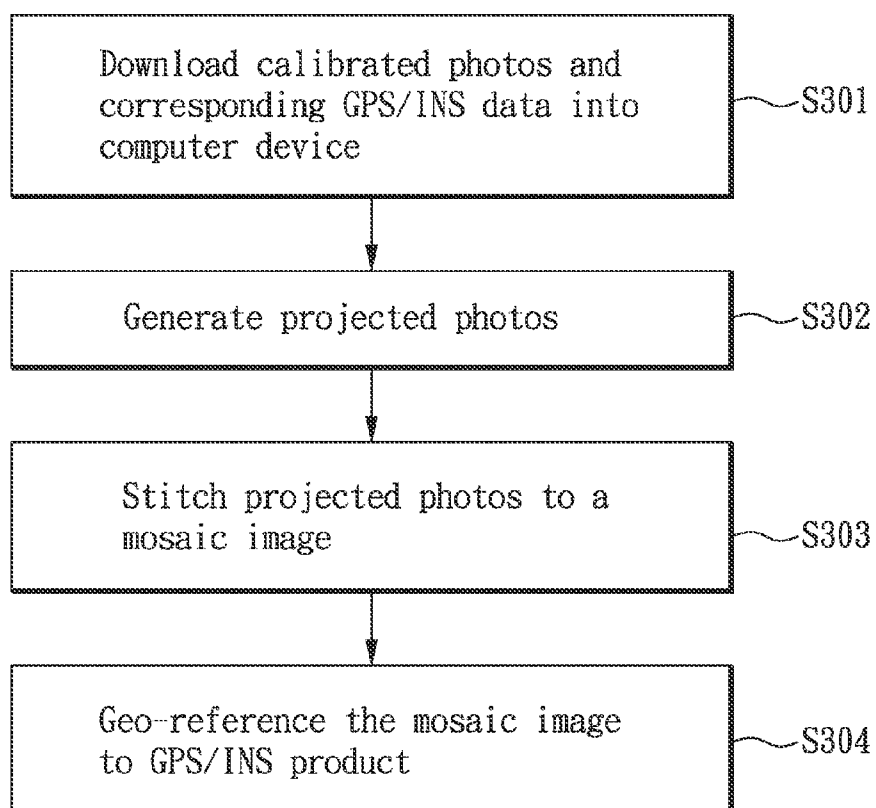 Download calibrated photos and
corresponding GPS/INS data into
computer device
S301
Generate projected photos
S302
Stitch projected photos to a
mosaic image
S303
Geo-reference the mosaic image
to GPS/INS product
S304